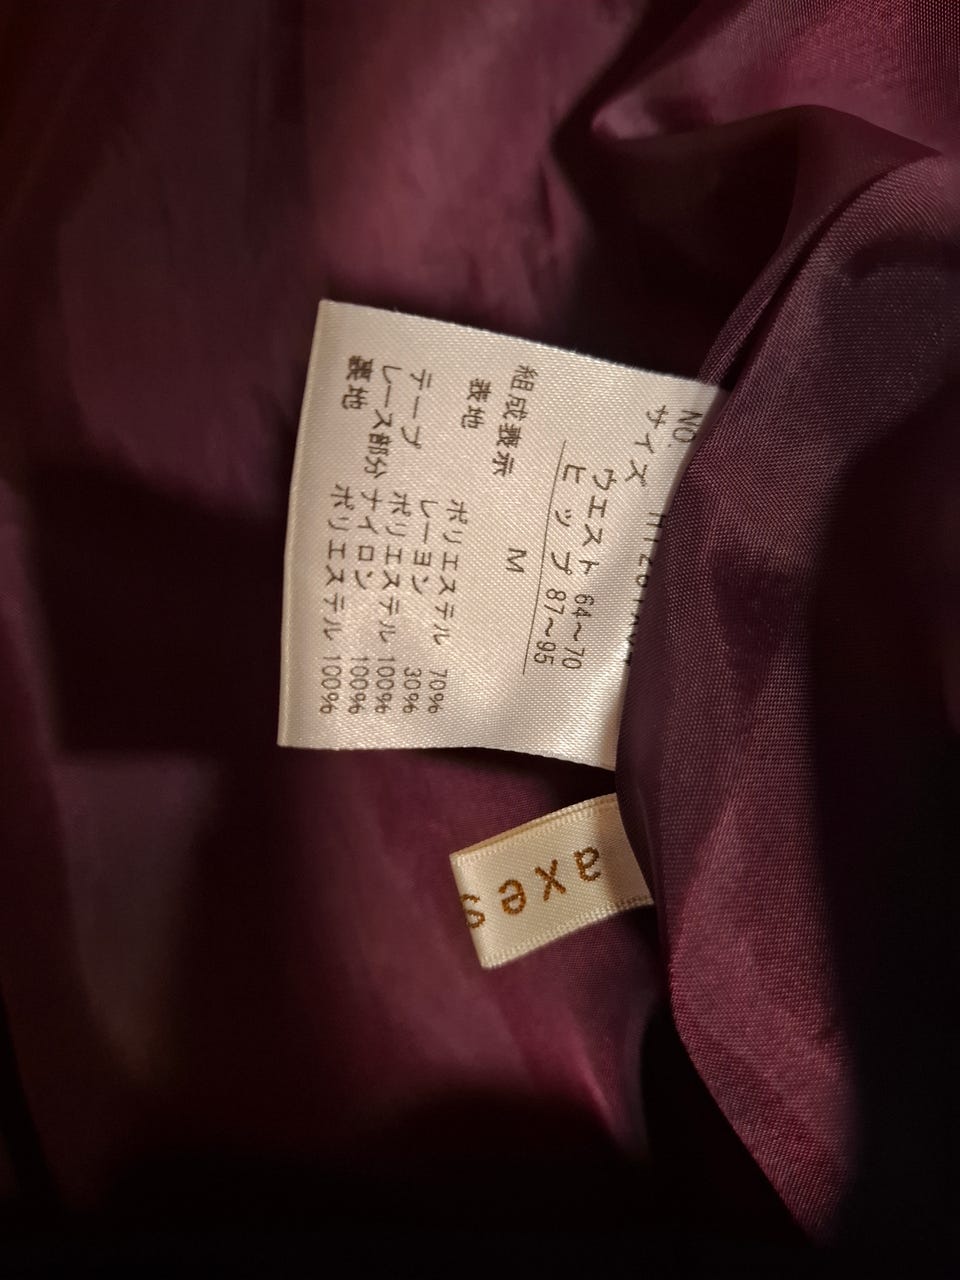 NO.
サイズ
ウエスト 64〜70
ヒップ 87〜95
M
組成表示
表地
ポリエステル 70%
レーヨン 30%
テープ ポリエステル 100%
レース部分 ナイロン 100%
裏地 ポリエステル 100%
axes